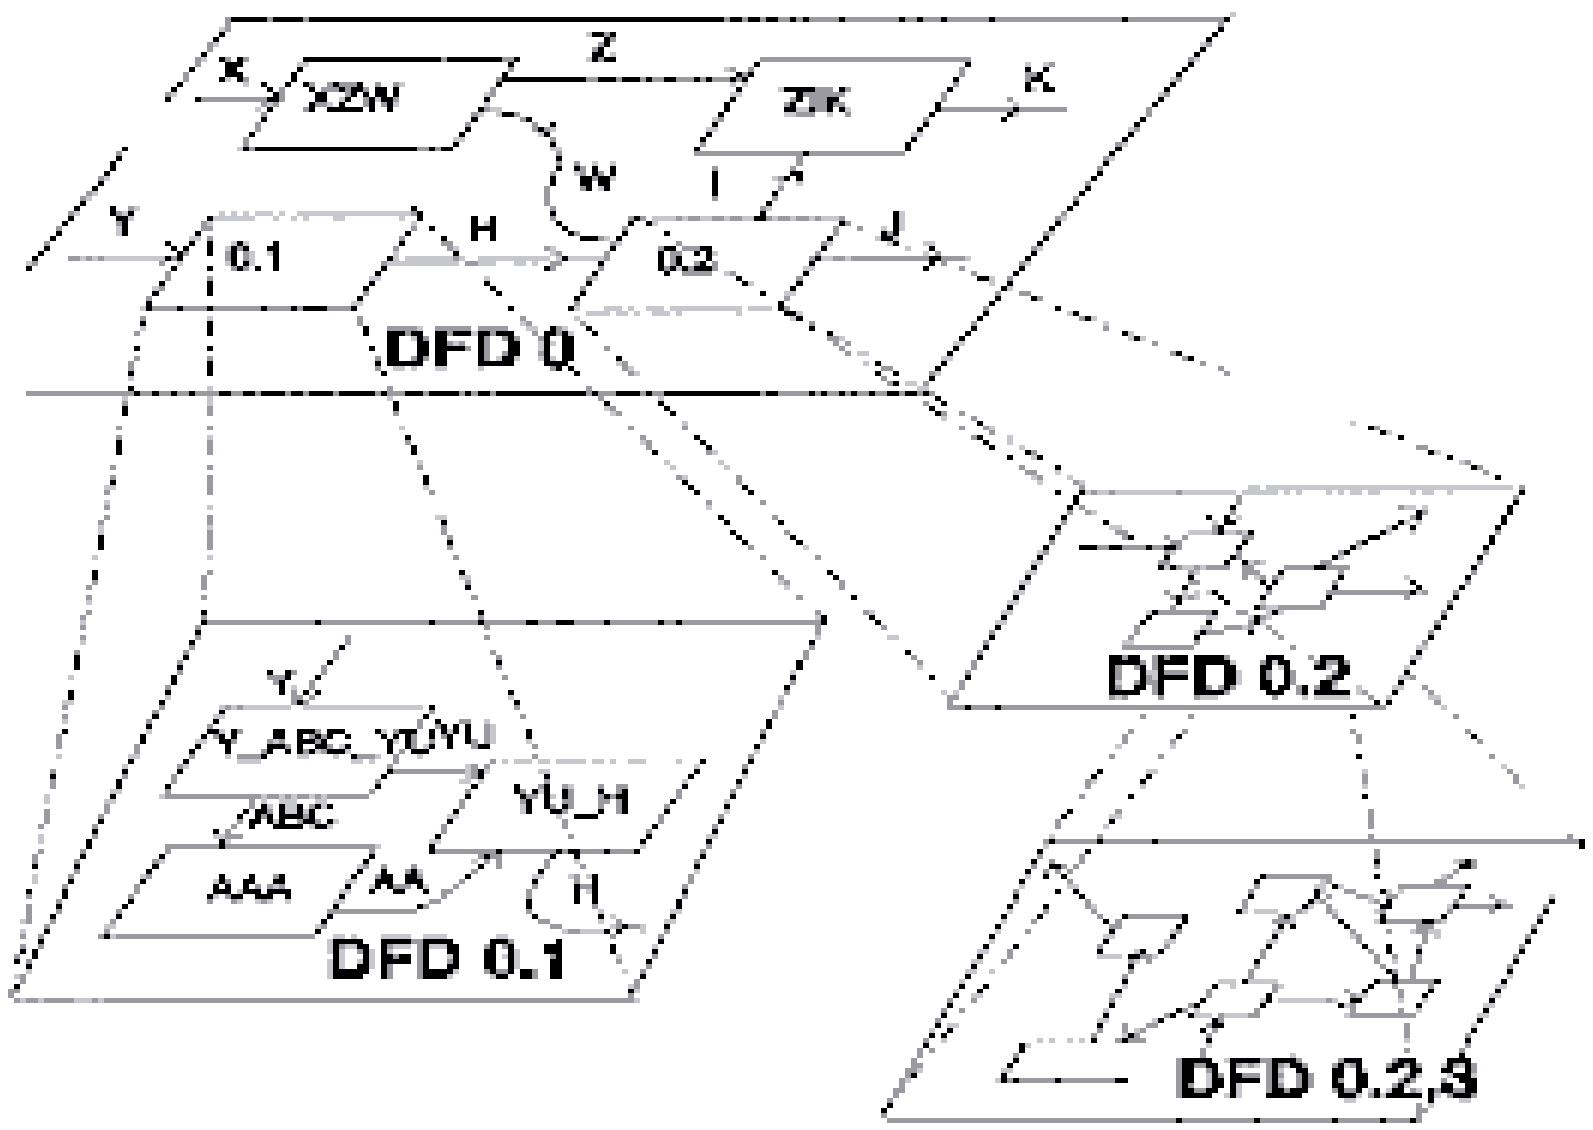 Z
X
XZW
ZIK
K
W
I
Y
0.1
H
0.2
J
DFD 0
Y
Y_ABC_YU
YU
ABC
YU_H
AAA
AA
H
DFD 0.1
DFD 0.2
DFD 0.2.3